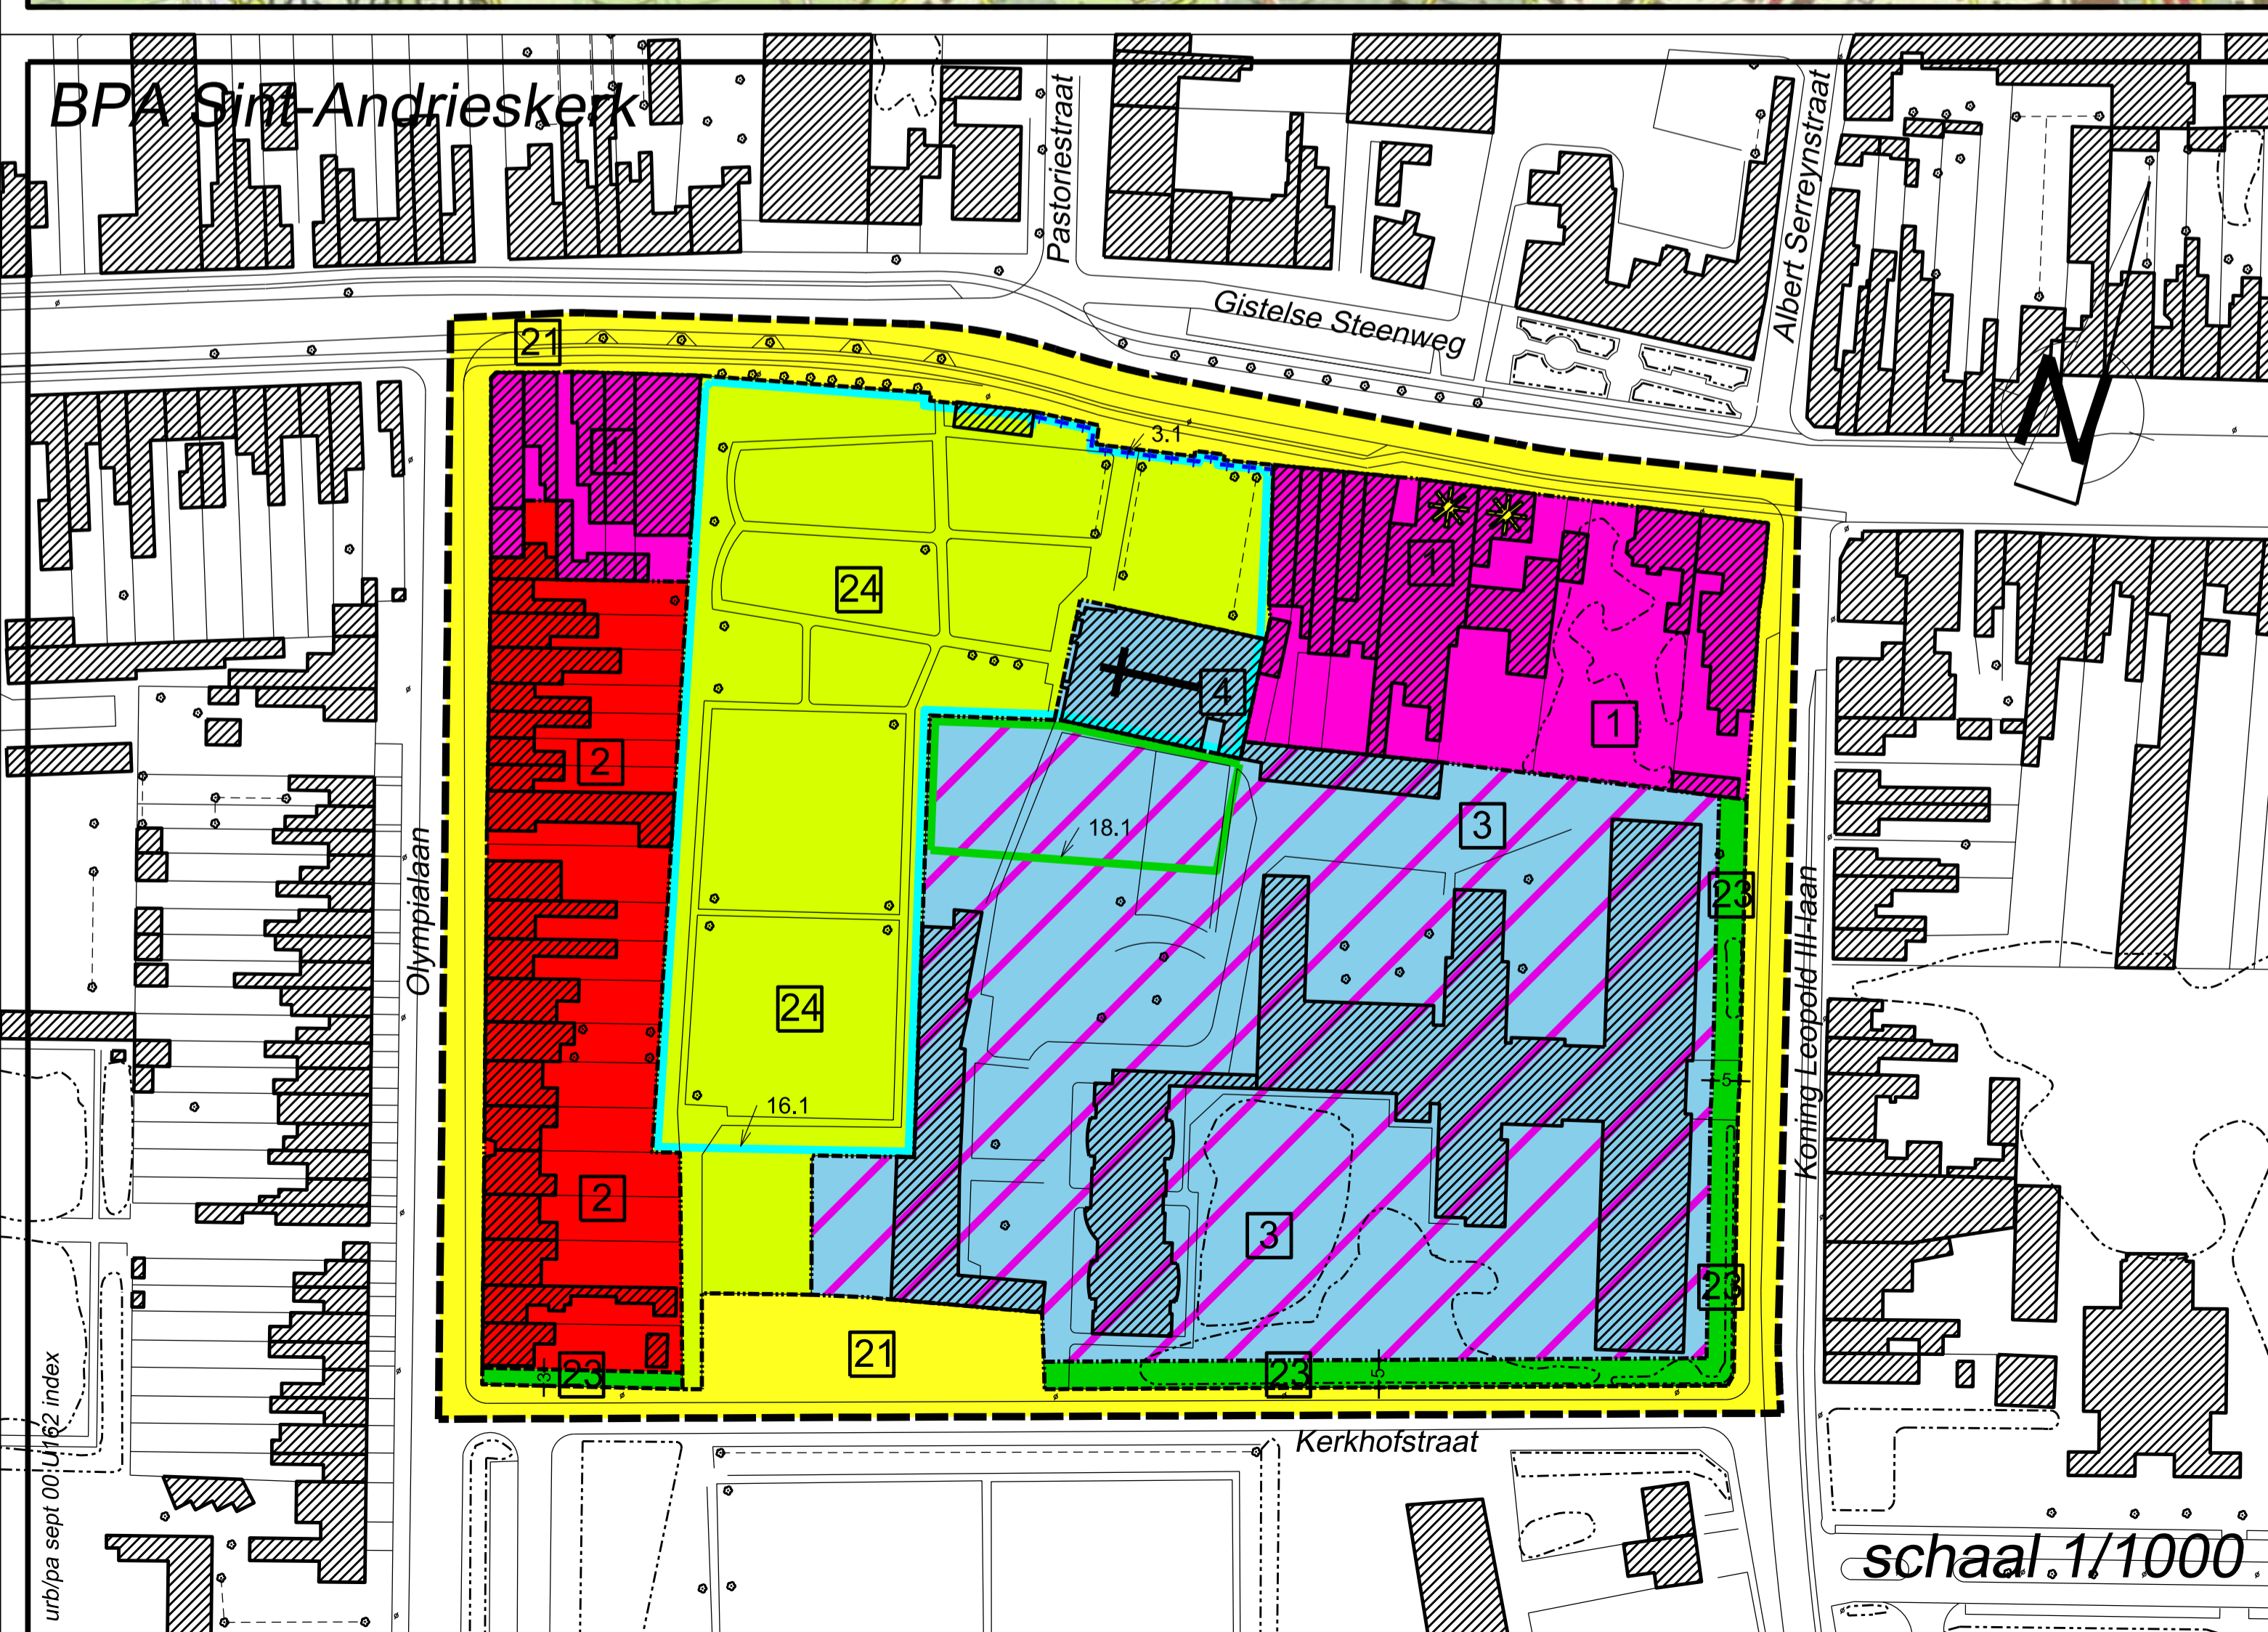 BPA Sint-Andrieskerk
Pastoriestraat
Albert Serreynstraat
Gistelse Steenweg
N
21
1
3.1
1
24
4
2
1
3
18.1
23
Olympialaan
Koning Leopold III-laan
24
5
16.1
2
3
23
21
3
23
23
5
Kerkhofstraat
urb/pa sept 00 U162 index
schaal 1/1000